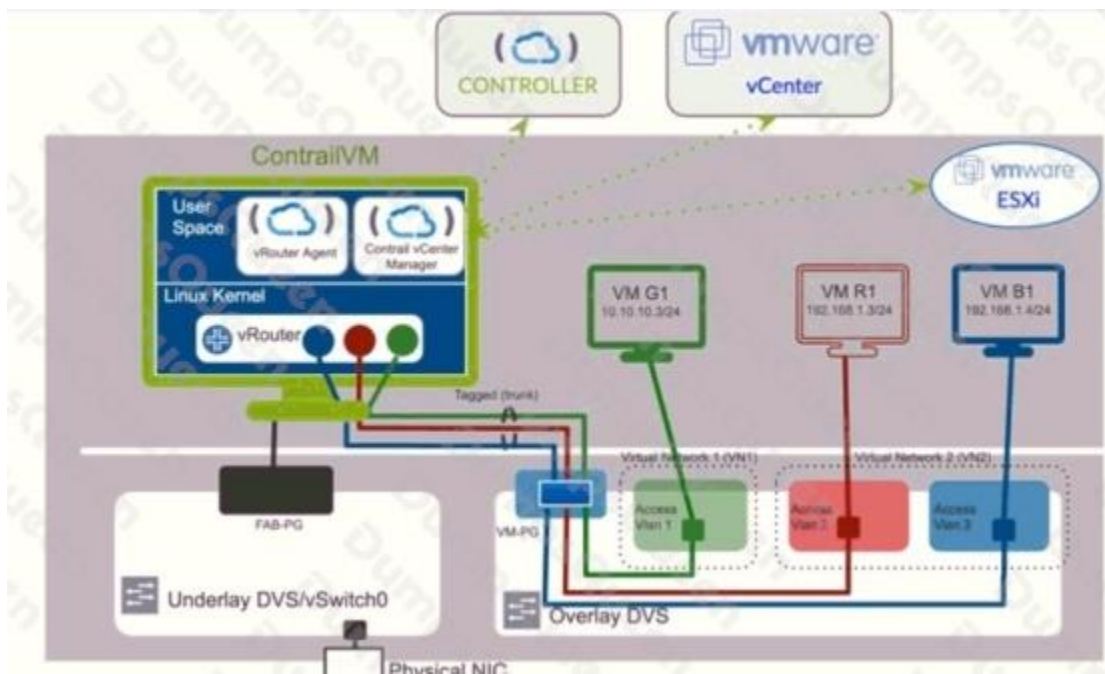 CONTROLLER
vmware
vCenter
ContrailVM
vmware
ESXi
User
Space
vRouter Agent
Contrail vCenter
Manager
Linux Kernel
vRouter
VM G1
10.10.10.3/24
VM R1
192.168.1.3/24
VM B1
192.168.1.4/24
Tagged (trunk)
Virtual Network 1 (VN1)
Virtual Network 2 (VN2)
FAB-PG
VM-PG
Access
Vlan 1
Access
Vlan 2
Access
Vlan 3
Underlay DVS/vSwitch0
Overlay DVS
Physical NIC